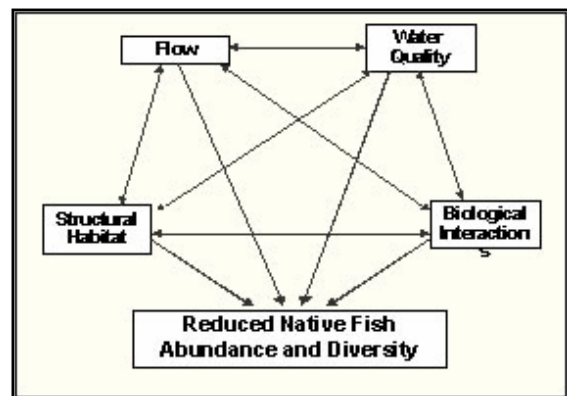 Flow
Water
Quality
Structural
Habitat
Biological
Interaction
s
Reduced Native Fish
Abundance and Diversity